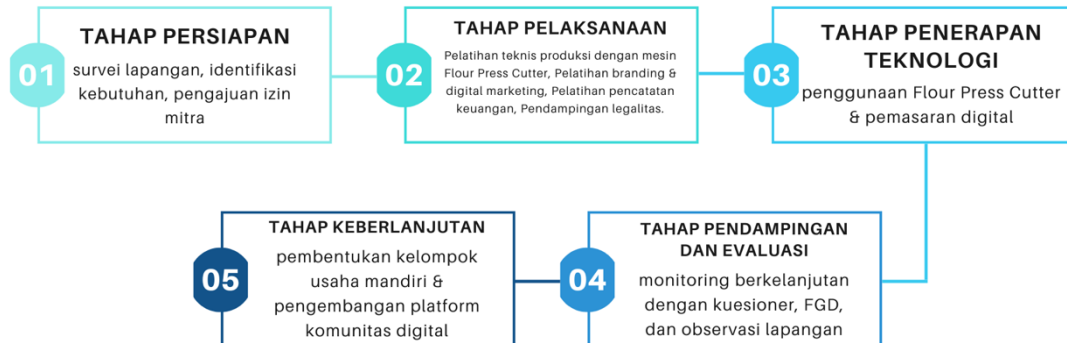 01
TAHAP PERSIAPAN
survei lapangan, identifikasi
kebutuhan, pengajuan izin
mitra
02
TAHAP PELAKSANAAN
Pelatihan teknis produksi dengan mesin
Flour Press Cutter, Pelatihan branding &
digital marketing, Pelatihan pencatatan
keuangan, Pendampingan legalitas.
03
TAHAP PENERAPAN
TEKNOLOGI
penggunaan Flour Press Cutter
& pemasaran digital
04
TAHAP PENDAMPINGAN
DAN EVALUASI
monitoring berkelanjutan
dengan kuesioner, FGD,
dan observasi lapangan
05
TAHAP KEBERLANJUTAN
pembentukan kelompok
usaha mandiri &
pengembangan platform
komunitas digital